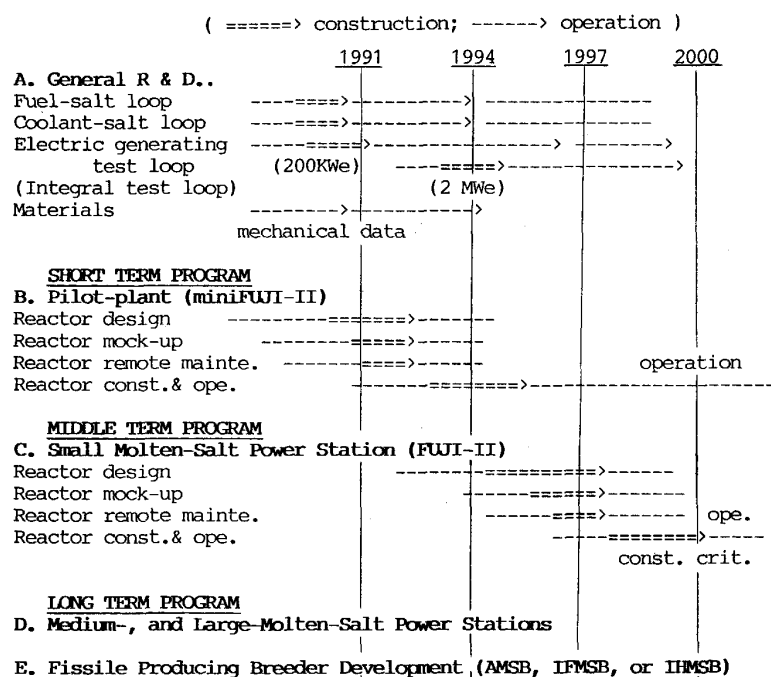 ( ======> construction; ------> operation )
1991 1994 1997 2000
A. General R & D..
Fuel-salt loop ----====>-----------> ---------------
Coolant-salt loop ----====>-----------> ---------------
Electric generating -----======>-----------------> --------->
test loop (200KWe) ----=====>---------------->
(Integral test loop) (2 MWe)
Materials -------->----------->
mechanical data
SHORT TERM PROGRAM
B. Pilot-plant (miniFUJI-II)
Reactor design ---------=======>-------
Reactor mock-up --------=====>-------
Reactor remote mainte. -------====>------- operation
Reactor const.& ope. -------========>----------------------
MIDDLE TERM PROGRAM
C. Small Molten-Salt Power Station (FUJI-II)
Reactor design --------==========>------
Reactor mock-up ------======>-------
Reactor remote mainte. ------====>------- ope.
Reactor const.& ope. -----========>-----
const. crit.
LONG TERM PROGRAM
D. Medium-, and Large-Molten-Salt Power Stations
E. Fissile Producing Breeder Development (AMSB, IFMSB, or IHMSB)